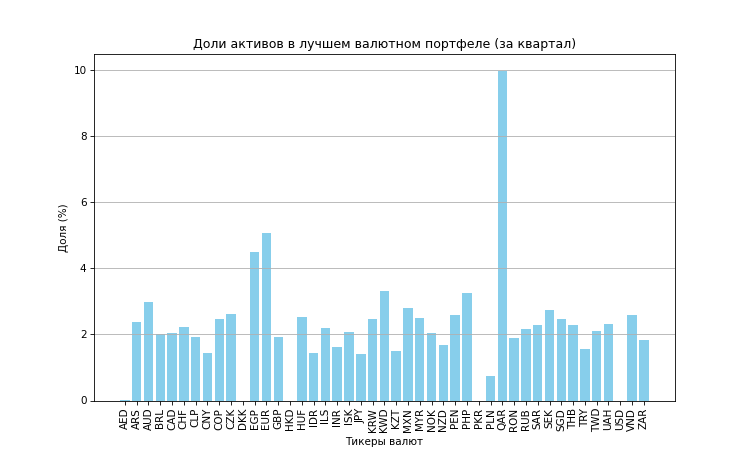 Доли активов в лучшем валютном портфеле (за квартал)
10
8
6
4
2
0
Доля (%)
AED ARS AUD BRL CAD CHF CLP CNY COP CZK DKK EGP EUR GBP HKD HUF IDR ILS INR ISK JPY KRW KWD KZT MXN MYR NOK NZD PEN PHP PKR PLN QAR RON RUB SAR SEK SGD THB TRY TWD UAH USD VND ZAR
Тикеры валют